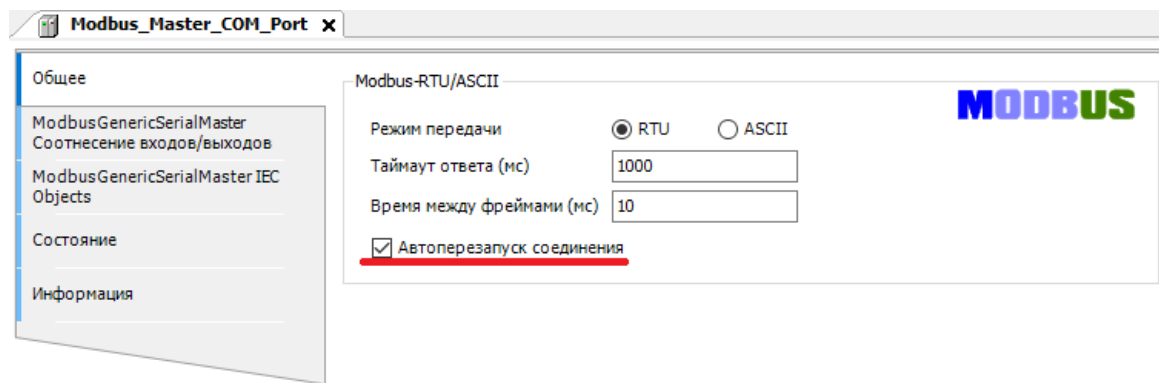 Modbus_Master_COM_Port
Общее
ModbusGenericSerialMaster
Соотнесение входов/выходов
ModbusGenericSerialMaster IEC
Objects
Состояние
Информация
Modbus-RTU/ASCII
MODBUS
Режим передачи RTU ASCII
Таймаут ответа (мс) 1000
Время между фреймами (мс) 10
Автоперезапуск соединения